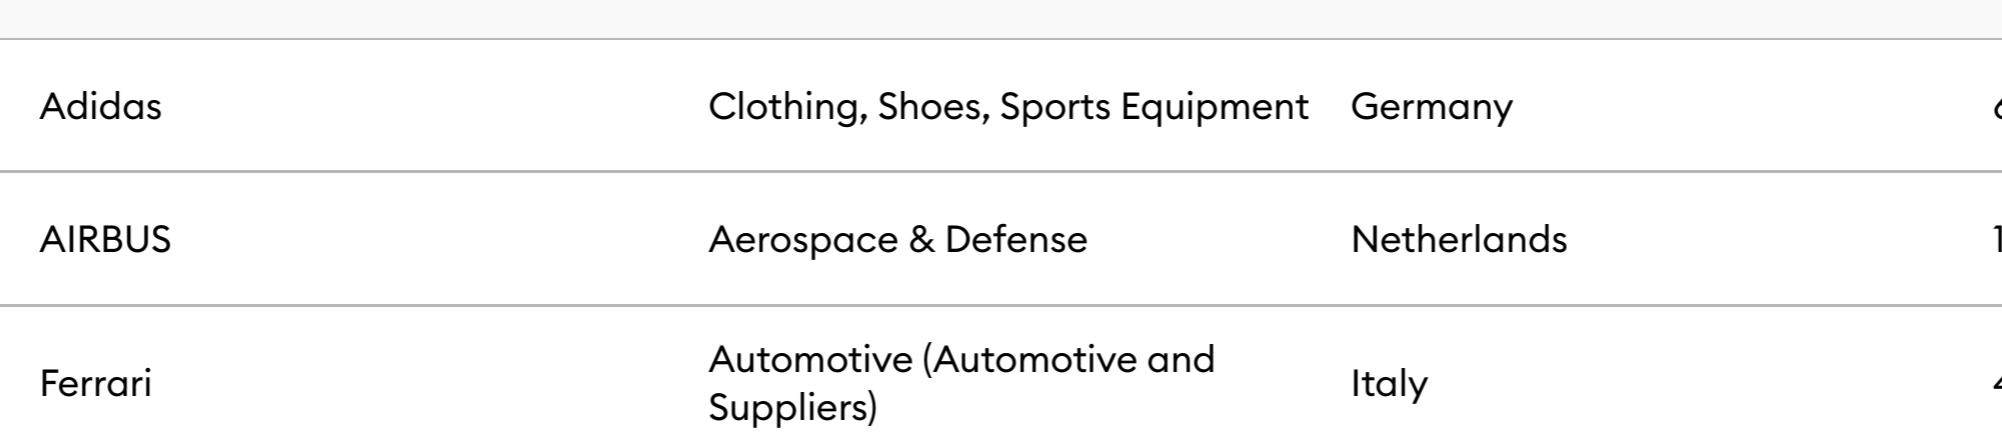 Adidas Clothing, Shoes, Sports Equipment Germany
AIRBUS Aerospace & Defense Netherlands
Ferrari Automotive (Automotive and Suppliers) Italy